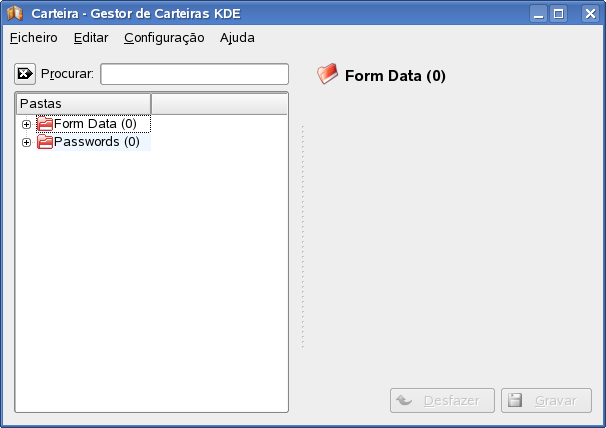 Carteira - Gestor de Carteiras KDE
Ficheiro Editar Configuração Ajuda
Procurar:
Form Data (0)
Pastas
Form Data (0)
Passwords (0)
Desfazer Gravar